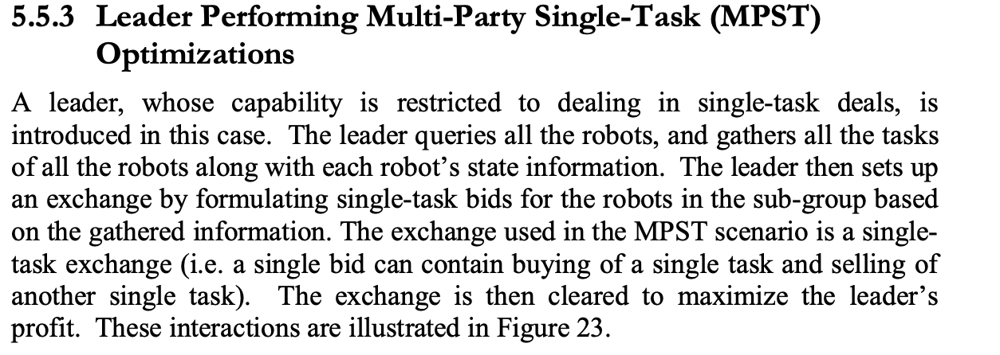 5.5.3 Leader Performing Multi-Party Single-Task (MPST)
Optimizations
A leader, whose capability is restricted to dealing in single-task deals, is
introduced in this case. The leader queries all the robots, and gathers all the tasks
of all the robots along with each robot’s state information. The leader then sets up
an exchange by formulating single-task bids for the robots in the sub-group based
on the gathered information. The exchange used in the MPST scenario is a single-
task exchange (i.e. a single bid can contain buying of a single task and selling of
another single task). The exchange is then cleared to maximize the leader’s
profit. These interactions are illustrated in Figure 23.